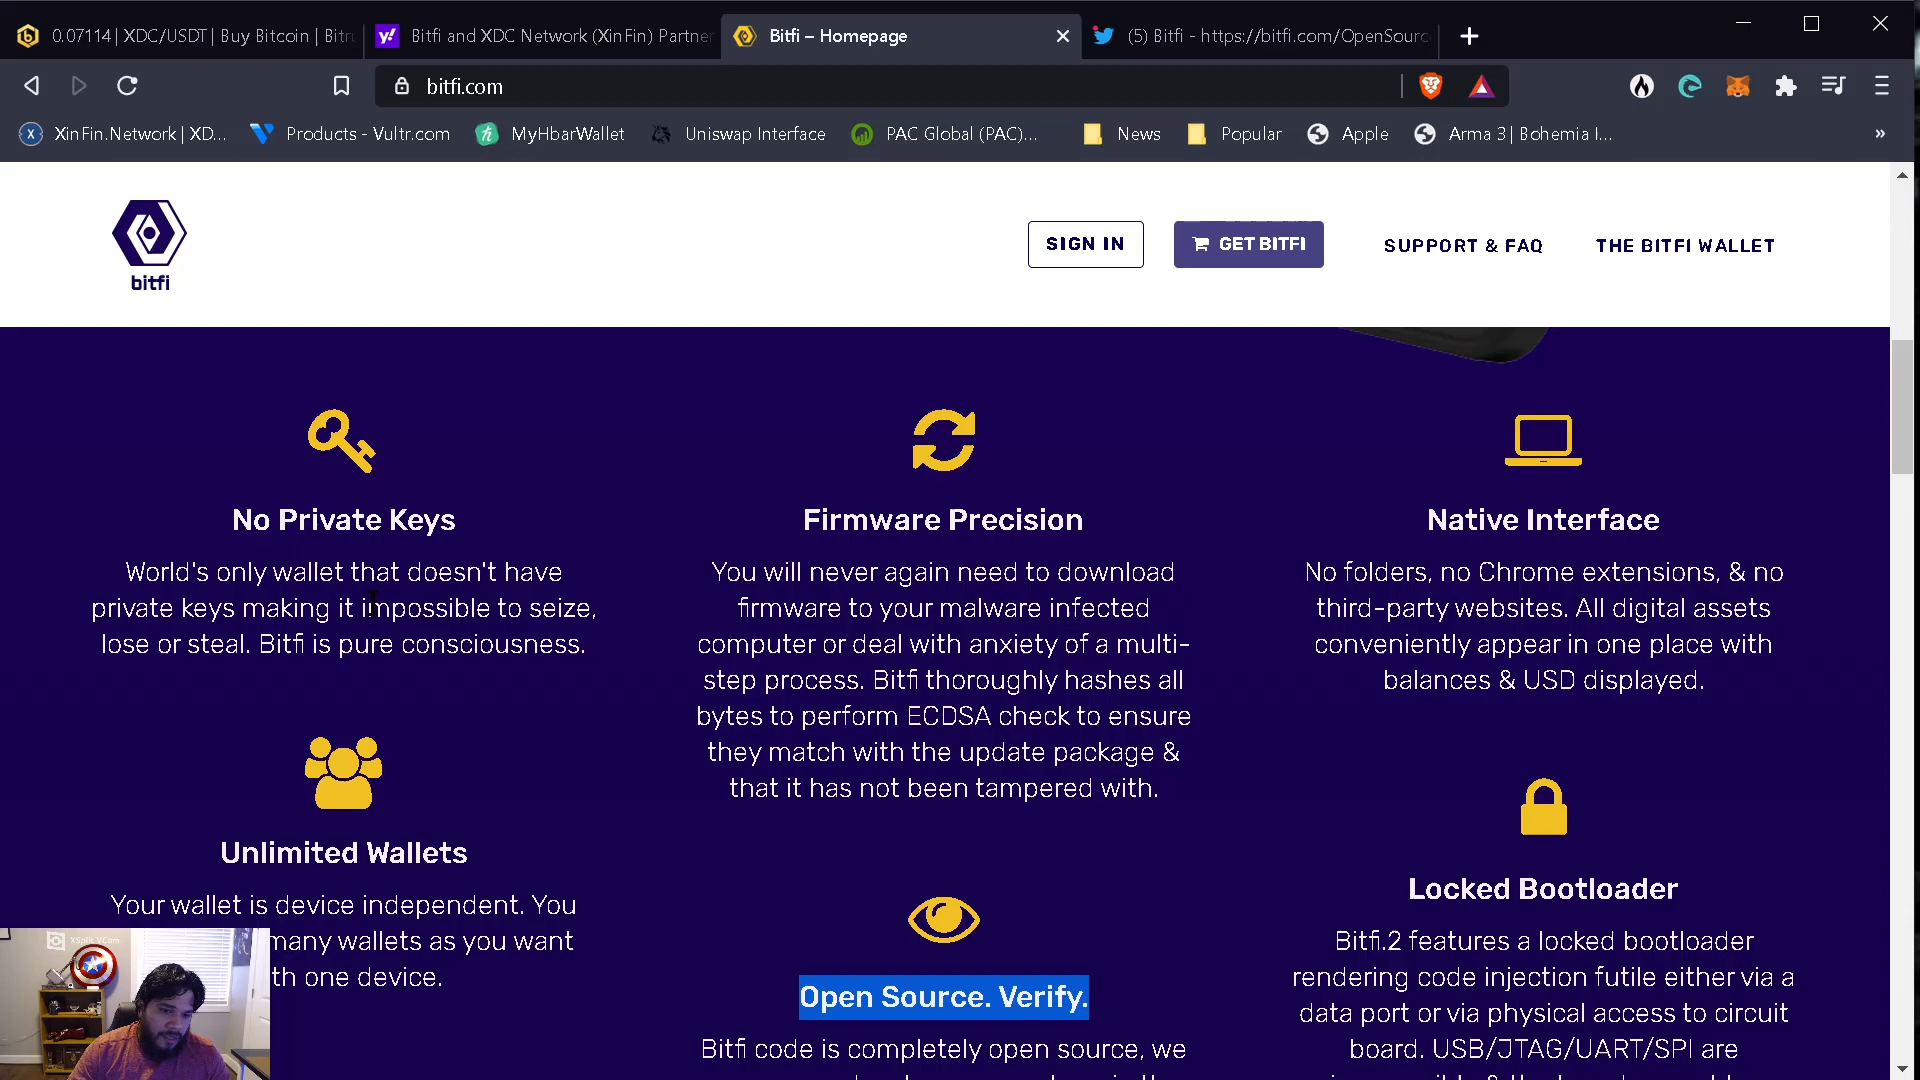 0.07114 | XDC/USDT | Buy Bitcoin | Bitru
Bitfi and XDC Network (XinFin) Partner
Bitfi – Homepage
(5) Bitfi - https://bitfi.com/OpenSourc
bitfi.com
XinFin.Network | XD...
Products - Vultr.com
MyHbarWallet
Uniswap Interface
PAC Global (PAC)...
News
Popular
Apple
Arma 3 | Bohemia I...
»
bitfi
SIGN IN
GET BITFI
SUPPORT & FAQ
THE BITFI WALLET
No Private Keys
World's only wallet that doesn't have
private keys making it impossible to seize,
lose or steal. Bitfi is pure consciousness.
Unlimited Wallets
Your wallet is device independent. You
many wallets as you want
th one device.
Firmware Precision
You will never again need to download
firmware to your malware infected
computer or deal with anxiety of a multi-
step process. Bitfi thoroughly hashes all
bytes to perform ECDSA check to ensure
they match with the update package &
that it has not been tampered with.
Open Source. Verify.
Bitfi code is completely open source, we
Native Interface
No folders, no Chrome extensions, & no
third-party websites. All digital assets
conveniently appear in one place with
balances & USD displayed.
Locked Bootloader
Bitfi.2 features a locked bootloader
rendering code injection futile either via a
data port or via physical access to circuit
board. USB/JTAG/UART/SPI are
XSplit VCam